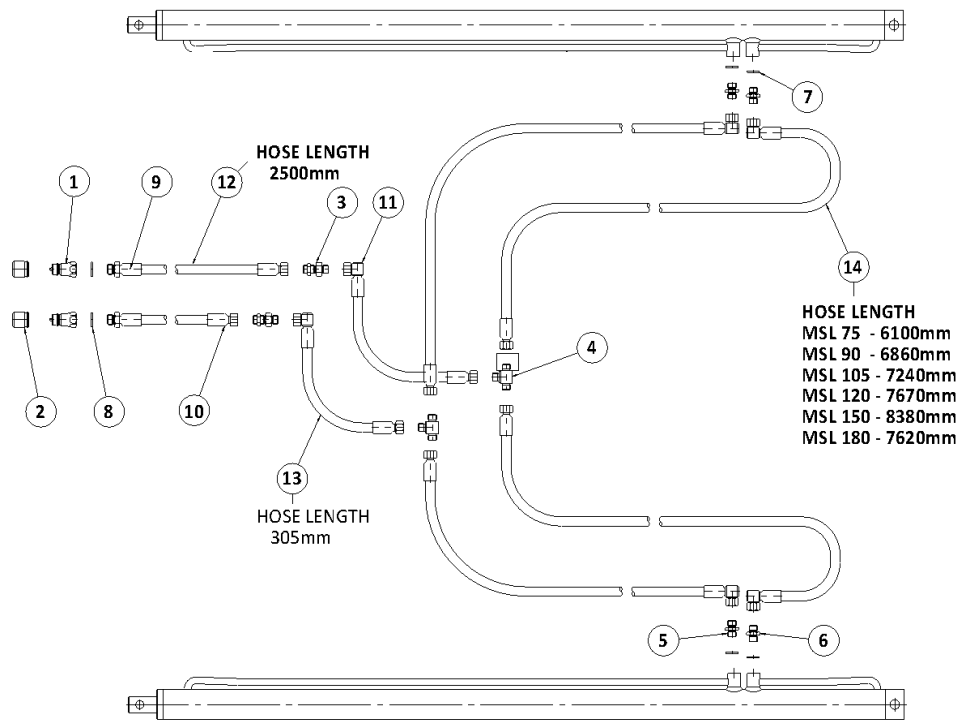 7
HOSE LENGTH
2500mm
1
9
12
3
11
14
HOSE LENGTH
MSL 75 - 6100mm
MSL 90 - 6860mm
MSL 105 - 7240mm
MSL 120 - 7670mm
MSL 150 - 8380mm
MSL 180 - 7620mm
4
2
8
10
13
HOSE LENGTH
305mm
5
6